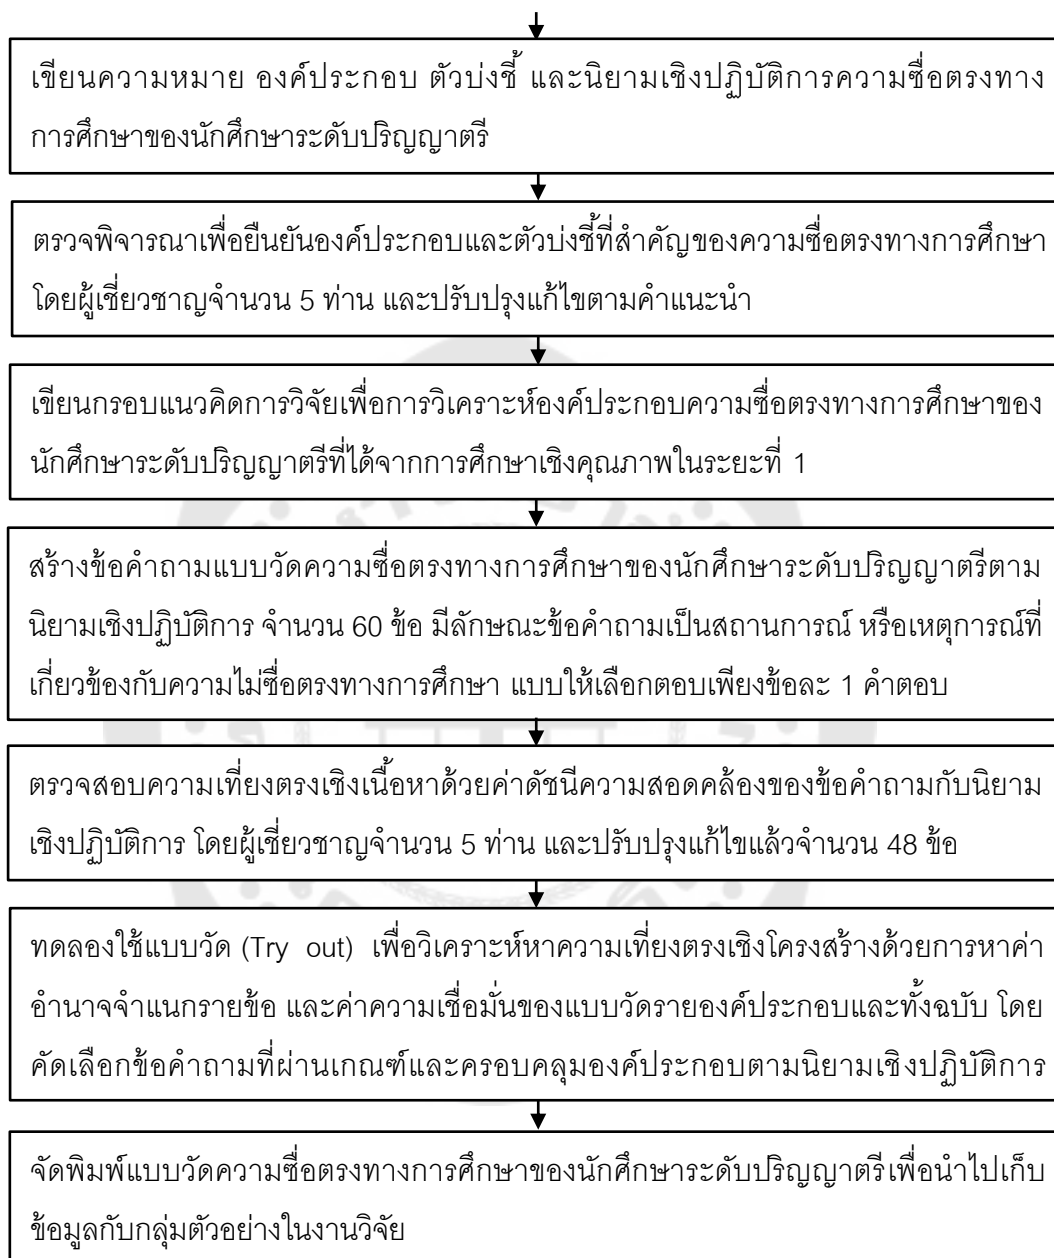 เขียนความหมาย องค์ประกอบ ตัวบ่งชี้ และนิยามเชิงปฏิบัติการความซื่อตรงทาง
การศึกษาของนักศึกษาระดับปริญญาตรี
ตรวจพิจารณาเพื่อยืนยันองค์ประกอบและตัวบ่งชี้ที่สำคัญของความซื่อตรงทางการศึกษา
โดยผู้เชี่ยวชาญจำนวน 5 ท่าน และปรับปรุงแก้ไขตามคำแนะนำ
เขียนกรอบแนวคิดการวิจัยเพื่อการวิเคราะห์องค์ประกอบความซื่อตรงทางการศึกษาของ
นักศึกษาระดับปริญญาตรีที่ได้จากการศึกษาเชิงคุณภาพในระยะที่ 1
สร้างข้อคำถามแบบวัดความซื่อตรงทางการศึกษาของนักศึกษาระดับปริญญาตรีตาม
นิยามเชิงปฏิบัติการ จำนวน 60 ข้อ มีลักษณะข้อคำถามเป็นสถานการณ์ หรือเหตุการณ์ที่
เกี่ยวข้องกับความไม่ซื่อตรงทางการศึกษา แบบให้เลือกตอบเพียงข้อละ 1 คำตอบ
ตรวจสอบความเที่ยงตรงเชิงเนื้อหาด้วยค่าดัชนีความสอดคล้องของข้อคำถามกับนิยาม
เชิงปฏิบัติการ โดยผู้เชี่ยวชาญจำนวน 5 ท่าน และปรับปรุงแก้ไขแล้วจำนวน 48 ข้อ
ทดลองใช้แบบวัด (Try out) เพื่อวิเคราะห์หาความเที่ยงตรงเชิงโครงสร้างด้วยการหาค่า
อำนาจจำแนกรายข้อ และค่าความเชื่อมั่นของแบบวัดรายองค์ประกอบและทั้งฉบับ โดย
คัดเลือกข้อคำถามที่ผ่านเกณฑ์และครอบคลุมองค์ประกอบตามนิยามเชิงปฏิบัติการ
จัดพิมพ์แบบวัดความซื่อตรงทางการศึกษาของนักศึกษาระดับปริญญาตรีเพื่อนำไปเก็บ
ข้อมูลกับกลุ่มตัวอย่างในงานวิจัย